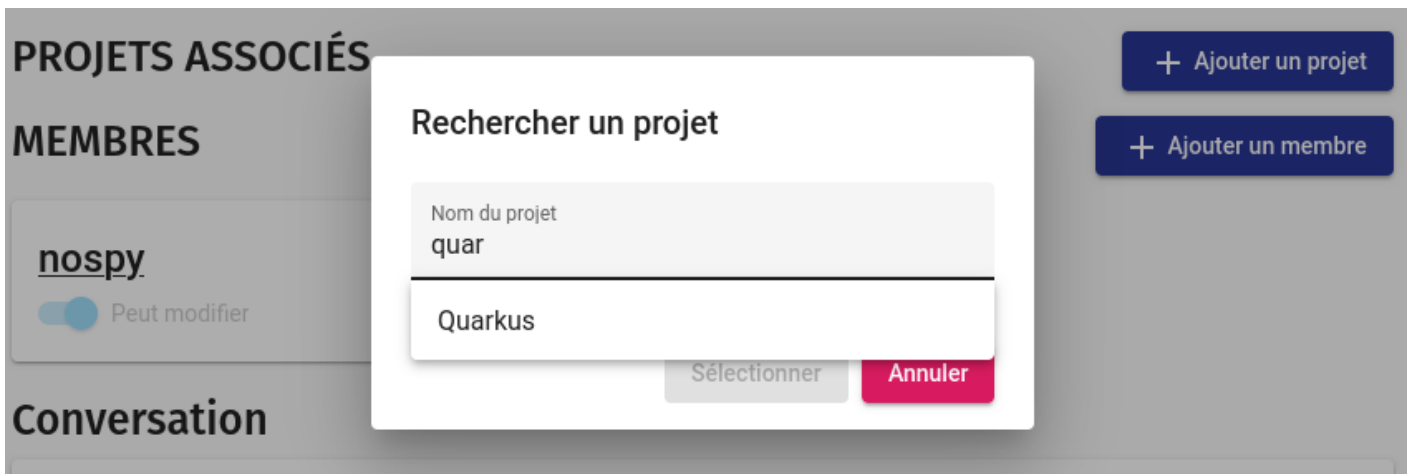 PROJETS ASSOCIÉS
+ Ajouter un projet
MEMBRES
+ Ajouter un membre
nospy
Peut modifier
Conversation
Rechercher un projet
Nom du projet
quar
Quarkus
Sélectionner
Annuler